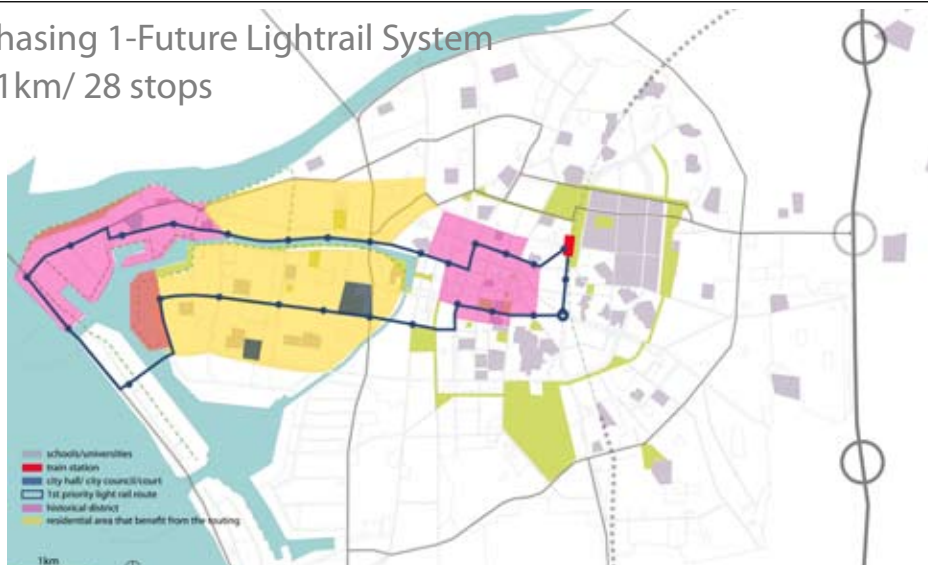 hasing 1-Future Lightrail System
1km/ 28 stops
schools/universities
train station
city hall/ city council/court
1st priority light rail route
historical district
residential area that benefit from the routing
1km